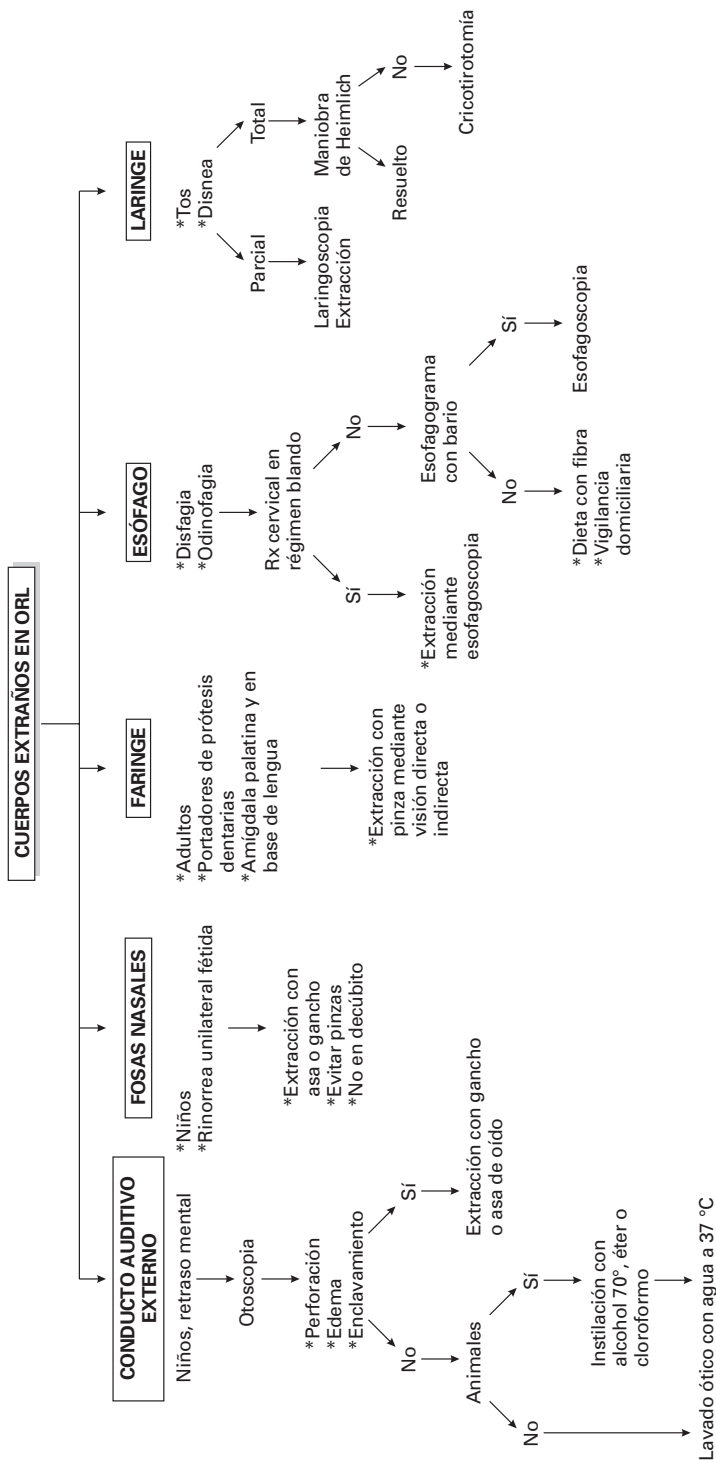 CUERPOS EXTRAÑOS EN ORL
CONDUCTO AUDITIVO
EXTERNO
Niños, retraso mental
Otoscopia
*Perforación
*Edema
*Enclavamiento
No
Sí
Extracción con gancho
o asa de oído
Animales
No
Sí
Instilación con
alcohol 70°, éter o
cloroformo
Lavado ótico con agua a 37 °C
FOSAS NASALES
*Niños
*Rinorrea unilateral fétida
*Extracción con
asa o gancho
*Evitar pinzas
*No en decúbito
FARINGE
*Adultos
*Portadores de prótesis
dentarias
*Amígdala palatina y en
base de lengua
*Extracción con
pinza mediante
visión directa o
indirecta
ESÓFAGO
*Disfagia
*Odinofagia
Rx cervical en
régimen blando
Sí
No
*Extracción
mediante
esofagoscopia
Esofagograma
con bario
No
Sí
*Dieta con fibra
*Vigilancia
domiciliaria
Esofagoscopia
LARINGE
*Tos
*Disnea
Parcial
Total
Laringoscopia
Extracción
Maniobra
de Heimlich
Resuelto
No
Cricotirotomía